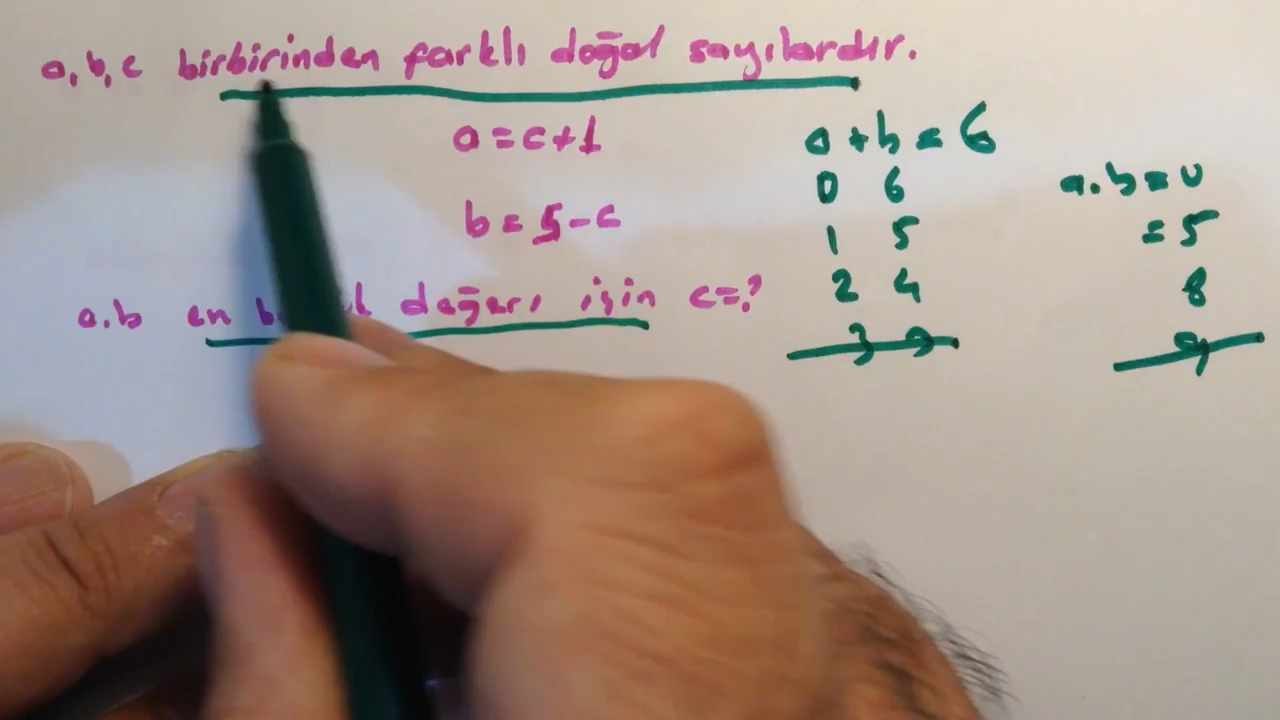 a, b, c birbirinden farklı doğal sayılardır.
a = c+1
b = 5-c
a.b en değeri için c=?
a + b = 6
0 6
1 5
2 4
3 3
a.b = 0
= 5
8
9